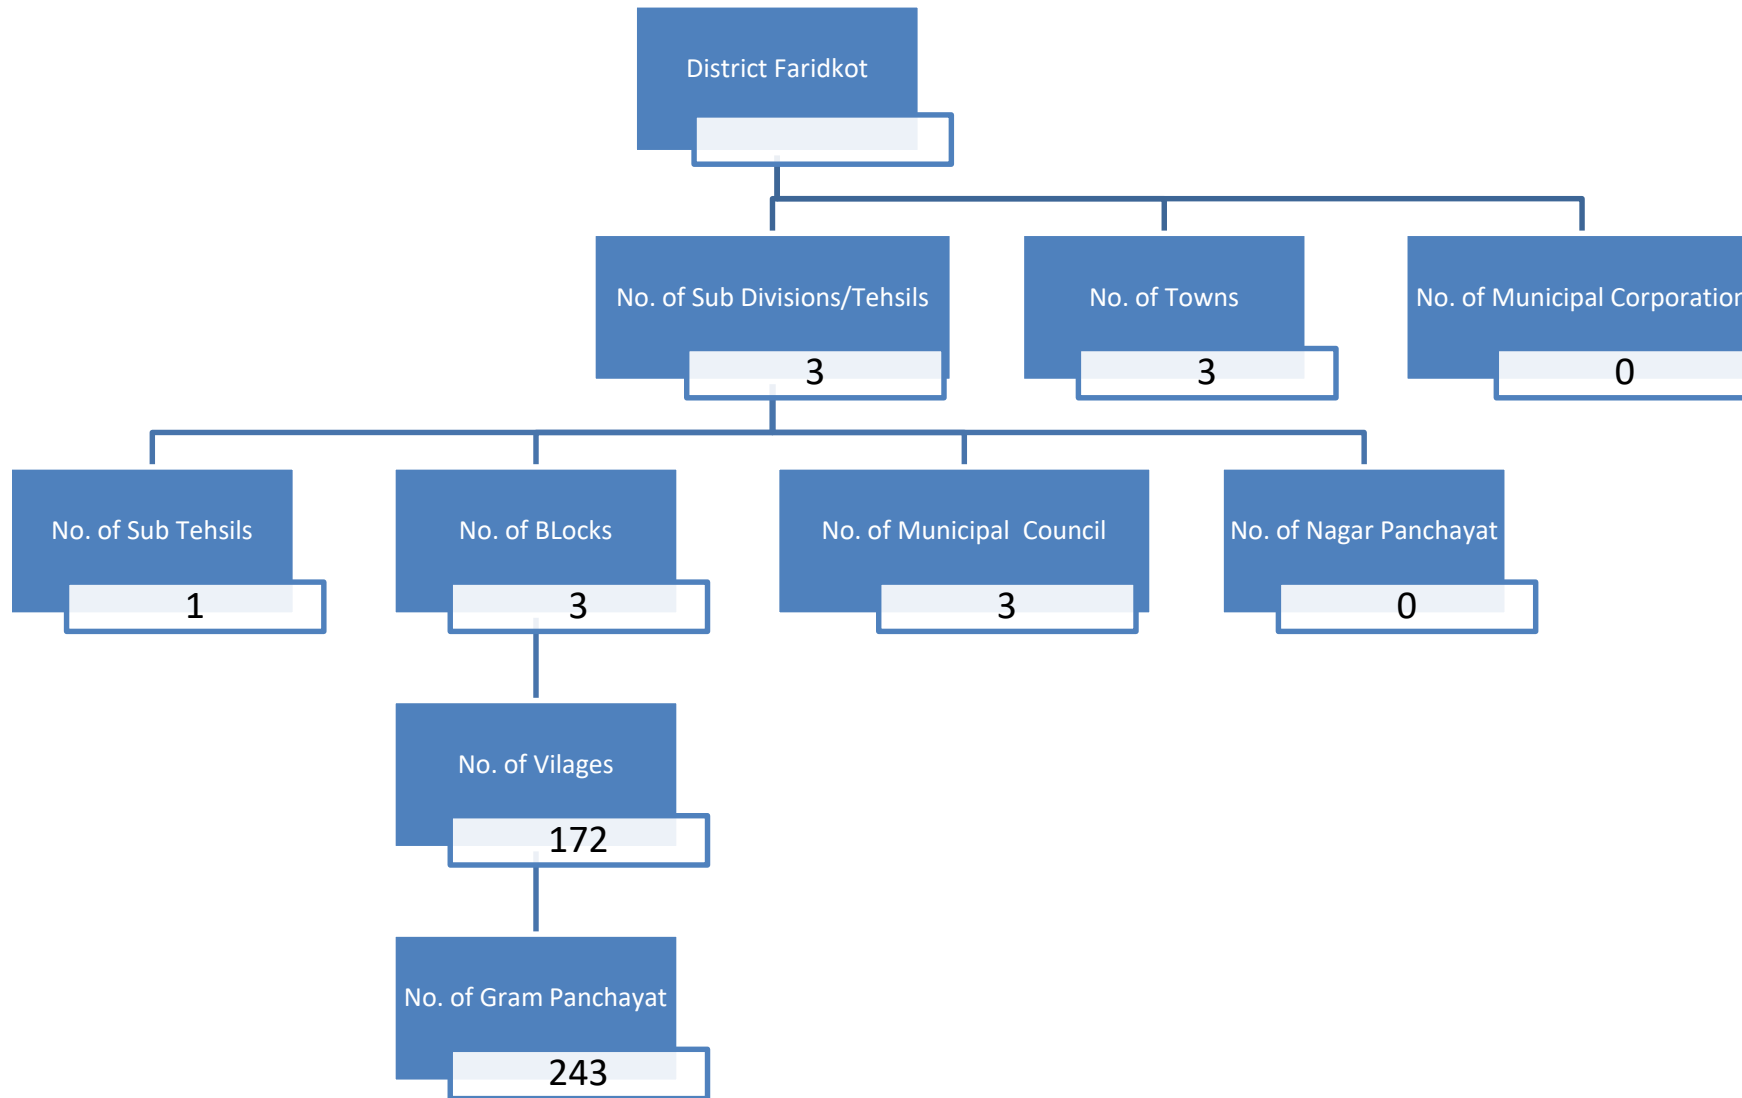 District Faridkot
No. of Sub Divisions/Tehsils
3
No. of Towns
3
No. of Municipal Corporation
0
No. of Sub Tehsils
1
No. of BLocks
3
No. of Municipal  Council
3
No. of Nagar Panchayat
0
No. of Vilages
172
No. of Gram Panchayat
243